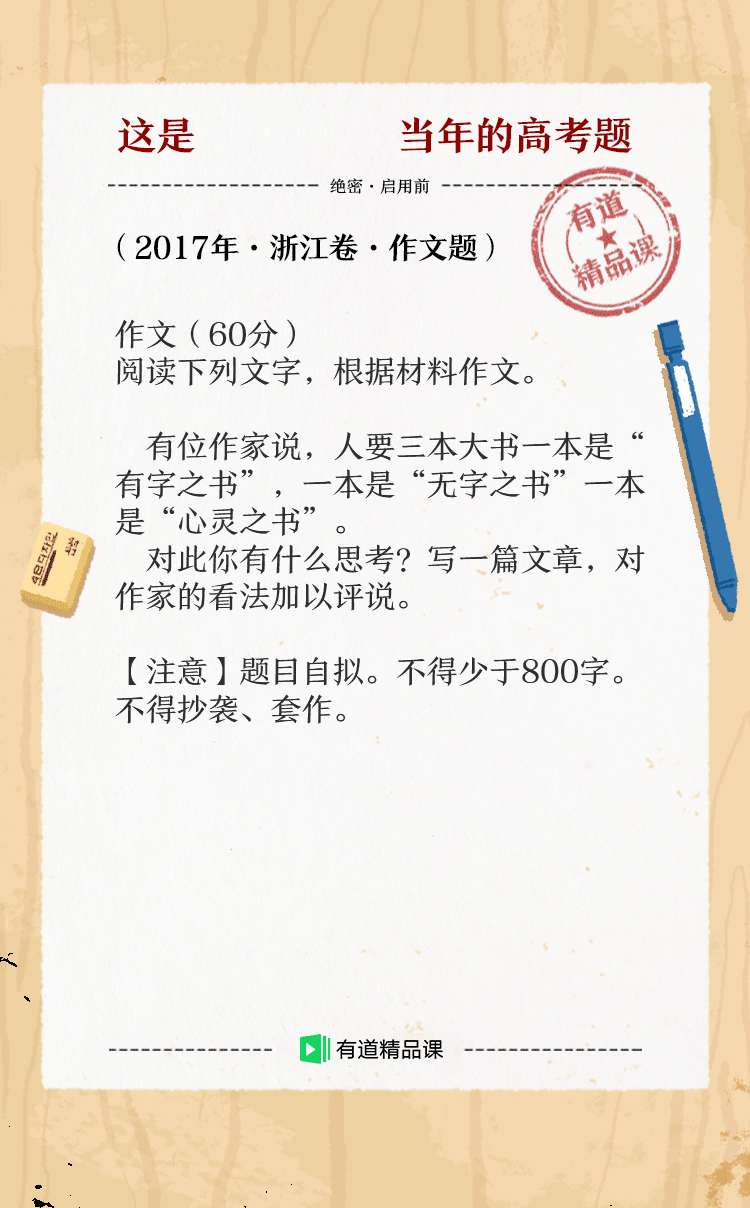 这是 当年的高考题
绝密·启用前
有道
精品课
（2017年·浙江卷·作文题）
作文（60分）
阅读下列文字，根据材料作文。
有位作家说，人要三本大书一本是“
有字之书”，一本是“无字之书”一本
是“心灵之书”。
对此你有什么思考？写一篇文章，对
作家的看法加以评说。
【注意】题目自拟。不得少于800字。
不得抄袭、套作。
有道精品课